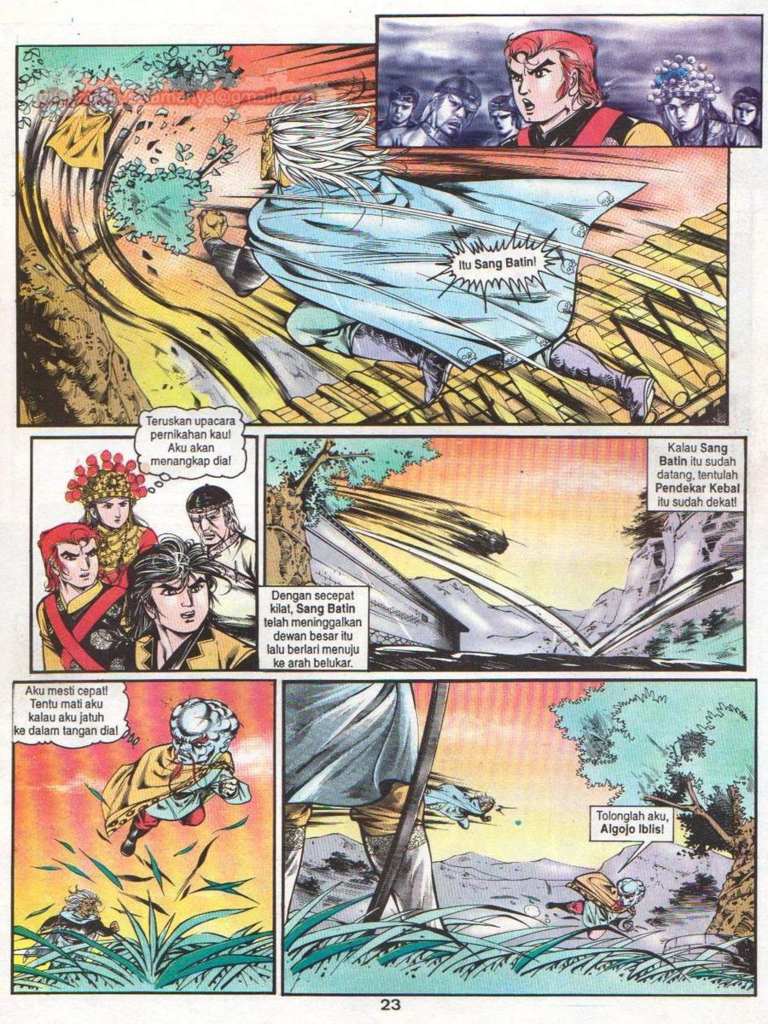 Itu Sang Batin!
Teruskan upacara
pernikahan kau!
Aku akan
menangkap dia!
Kalau Sang
Batin itu sudah
datang, tentulah
Pendekar Kebal
itu sudah dekat!
Dengan secepat
kilat, Sang Batin
telah meninggalkan
dewan besar itu
lalu berlari menuju
ke arah belukar.
Aku mesti cepat!
Tentu mati aku
kalau aku jatuh
ke dalam tangan dia!
Tolonglah aku,
Algojo Iblis!
23